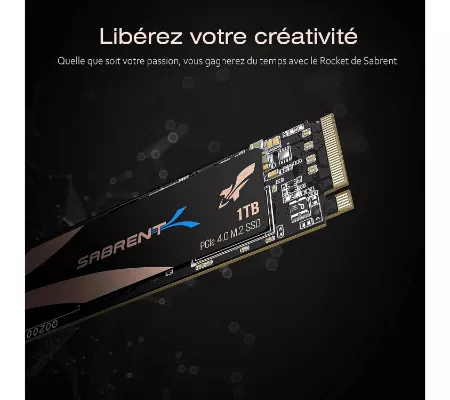 Libérez votre créativité
Quelle que soit votre passion, vous gagnerez du temps avec le Rocket de Sabrent
1TB
PCIe 4.0 M.2 SSD
SABRENT